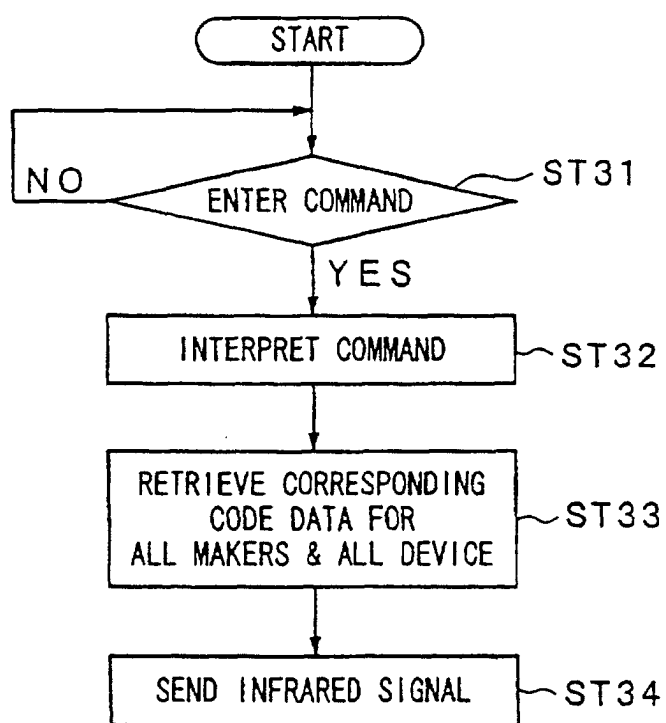 START
NO
ENTER COMMAND
ST31
YES
INTERPRET COMMAND
ST32
RETRIEVE CORRESPONDING
CODE DATA FOR
ALL MAKERS & ALL DEVICE
ST33
SEND INFRARED SIGNAL
ST34